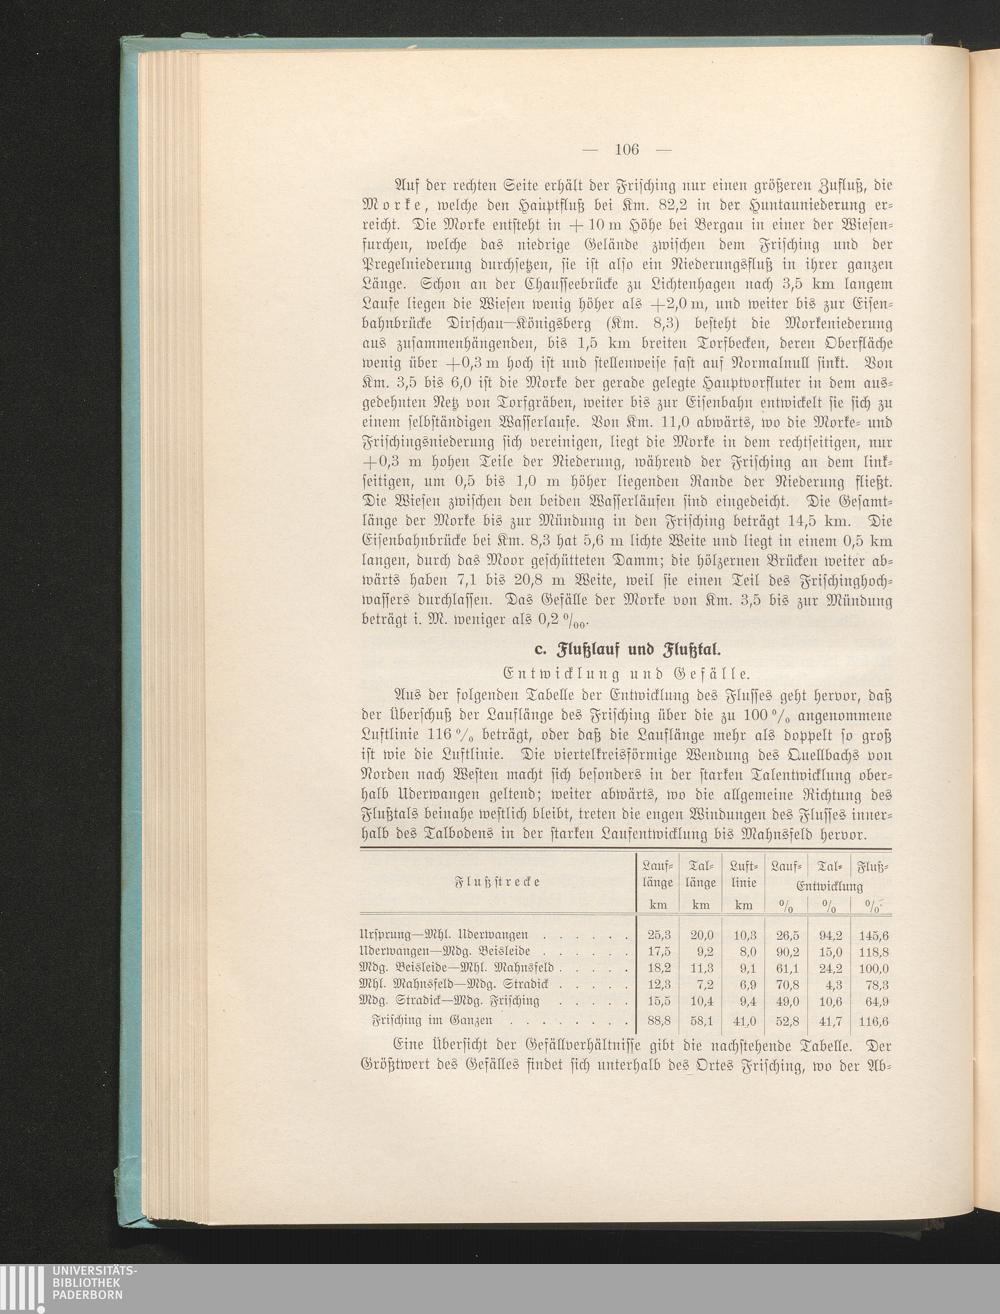 — 106 —
Auf der rechten Seite erhält der Frisching nur einen größeren Zufluß, die
Morke, welche den Hauptfluß bei Km. 82,2 in der Huntauniederung er-
reicht. Die Morke entsteht in + 10 m Höhe bei Bergau in einer der Wiesen-
furchen, welche das niedrige Gelände zwischen dem Frisching und der
Pregelniederung durchsetzen, sie ist also ein Niederungsfluß in ihrer ganzen
Länge. Schon an der Chausseebrücke zu Lichtenhagen nach 3,5 km langem
Laufe liegen die Wiesen wenig höher als +2,0 m, und weiter bis zur Eisen-
bahnbrücke Dirschau—Königsberg (Km. 8,3) besteht die Morkeniederung
aus zusammenhängenden, bis 1,5 km breiten Torfbecken, deren Oberfläche
wenig über +0,3 m hoch ist und stellenweise fast auf Normalnull sinkt. Von
Km. 3,5 bis 6,0 ist die Morke der gerade gelegte Hauptvorfluter in dem aus-
gedehnten Netz von Torfgräben, weiter bis zur Eisenbahn entwickelt sie sich zu
einem selbständigen Wasserlaufe. Von Km. 11,0 abwärts, wo die Morke- und
Frischingsniederung sich vereinigen, liegt die Morke in dem rechtseitigen, nur
+0,3 m hohen Teile der Niederung, während der Frisching an dem link-
seitigen, um 0,5 bis 1,0 m höher liegenden Rande der Niederung fließt.
Die Wiesen zwischen den beiden Wasserläufen sind eingedeicht. Die Gesamt-
länge der Morke bis zur Mündung in den Frisching beträgt 14,5 km. Die
Eisenbahnbrücke bei Km. 8,3 hat 5,6 m lichte Weite und liegt in einem 0,5 km
langen, durch das Moor geschütteten Damm; die hölzernen Brücken weiter ab-
wärts haben 7,1 bis 20,8 m Weite, weil sie einen Teil des Frischinghoch-
wassers durchlassen. Das Gefälle der Morke von Km. 3,5 bis zur Mündung
beträgt i. M. weniger als 0,2 ‰.
c. Flußlauf und Flußtal.
Entwicklung und Gefälle.
Aus der folgenden Tabelle der Entwicklung des Flusses geht hervor, daß
der Überschuß der Lauflänge des Frisching über die zu 100 % angenommene
Luftlinie 116 % beträgt, oder daß die Lauflänge mehr als doppelt so groß
ist wie die Luftlinie. Die viertelkreisförmige Wendung des Quellbachs von
Norden nach Westen macht sich besonders in der starken Talentwicklung ober-
halb Uderwangen geltend; weiter abwärts, wo die allgemeine Richtung des
Flußtals beinahe westlich bleibt, treten die engen Windungen des Flusses inner-
halb des Talbodens in der starken Laufentwicklung bis Mahnsfeld hervor.
Flußstrecke Lauf- Tal- Luft- Lauf- Tal- Fluß-
länge länge linie Entwicklung
km km km % % %
Ursprung—Mhl. Uderwangen . . . . . . 25,3 20,0 10,3 26,5 94,2 145,6
Uderwangen—Mdg. Beisleide . . . . . . 17,5 9,2 8,0 90,2 15,0 118,8
Mdg. Beisleide—Mhl. Mahnsfeld . . . . . 18,2 11,3 9,1 61,1 24,2 100,0
Mhl. Mahnsfeld—Mdg. Stradick . . . . . 12,3 7,2 6,9 70,8 4,3 78,3
Mdg. Stradick—Mdg. Frisching . . . . . 15,5 10,4 9,4 49,0 10,6 64,9
Frisching im Ganzen . . . . . . . . 88,8 58,1 41,0 52,8 41,7 116,6
Eine Übersicht der Gefällverhältnisse gibt die nachstehende Tabelle. Der
Größtwert des Gefälles findet sich unterhalb des Ortes Frisching, wo der Ab-
UNIVERSITÄTS-
BIBLIOTHEK
PADERBORN